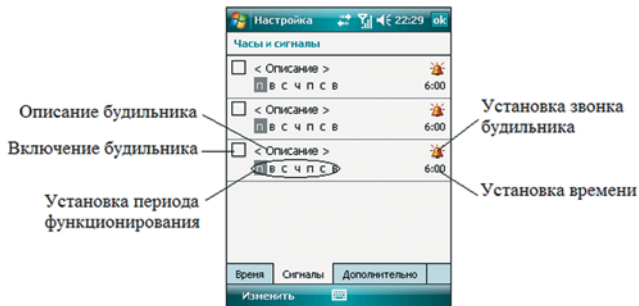 Настройка 22:29 ok
Часы и сигналы
< Описание >
П В С Ч П С В 6:00
< Описание >
П В С Ч П С В 6:00
< Описание >
П В С Ч П С В 6:00
Время Сигналы Дополнительно
Изменить
Описание будильника
Включение будильника
Установка периода
функционирования
Установка звонка
будильника
Установка времени